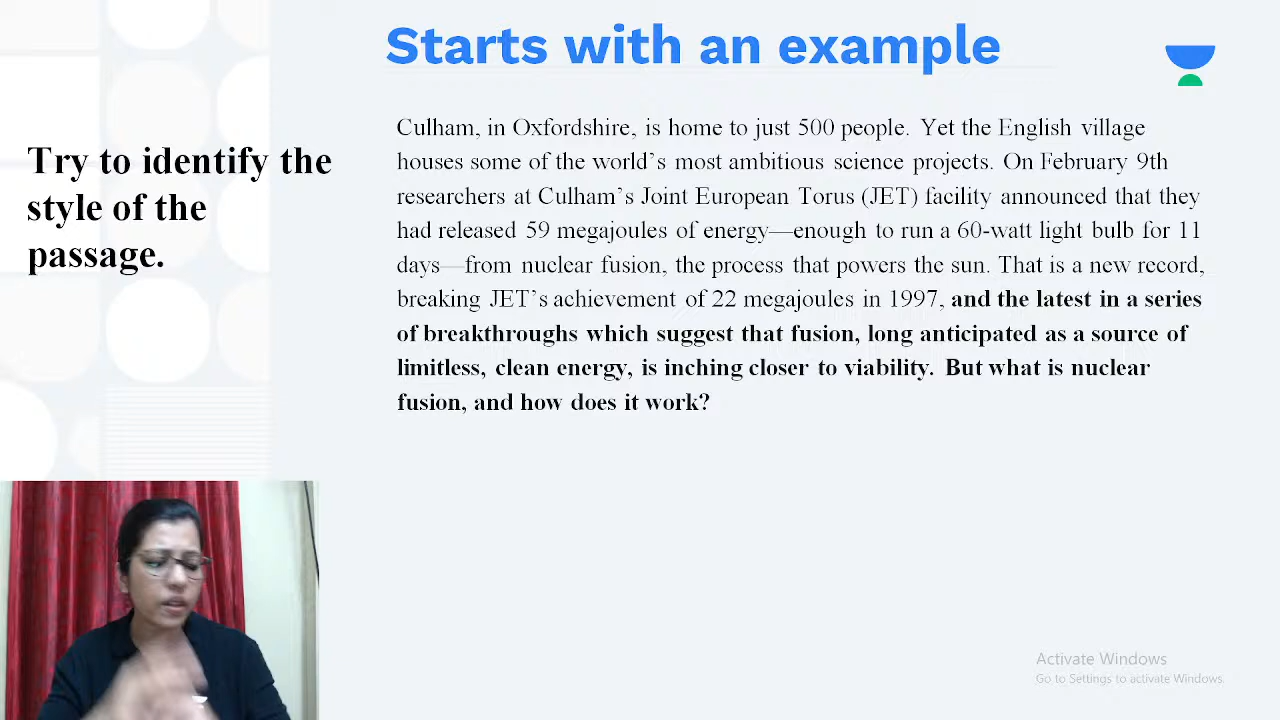 Starts with an example
Try to identify the
style of the
passage.
Culham, in Oxfordshire, is home to just 500 people. Yet the English village
houses some of the world's most ambitious science projects. On February 9th
researchers at Culham's Joint European Torus (JET) facility announced that they
had released 59 megajoules of energy—enough to run a 60-watt light bulb for 11
days—from nuclear fusion, the process that powers the sun. That is a new record,
breaking JET's achievement of 22 megajoules in 1997, and the latest in a series
of breakthroughs which suggest that fusion, long anticipated as a source of
limitless, clean energy, is inching closer to viability. But what is nuclear
fusion, and how does it work?
Activate Windows
Go to Settings to activate Windows.